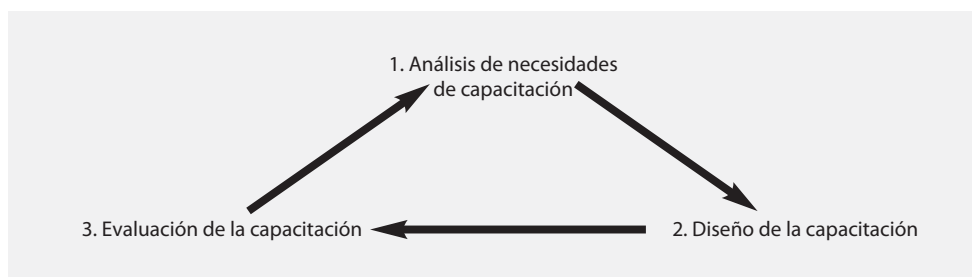 1. Análisis de necesidades
de capacitación
3. Evaluación de la capacitación
2. Diseño de la capacitación